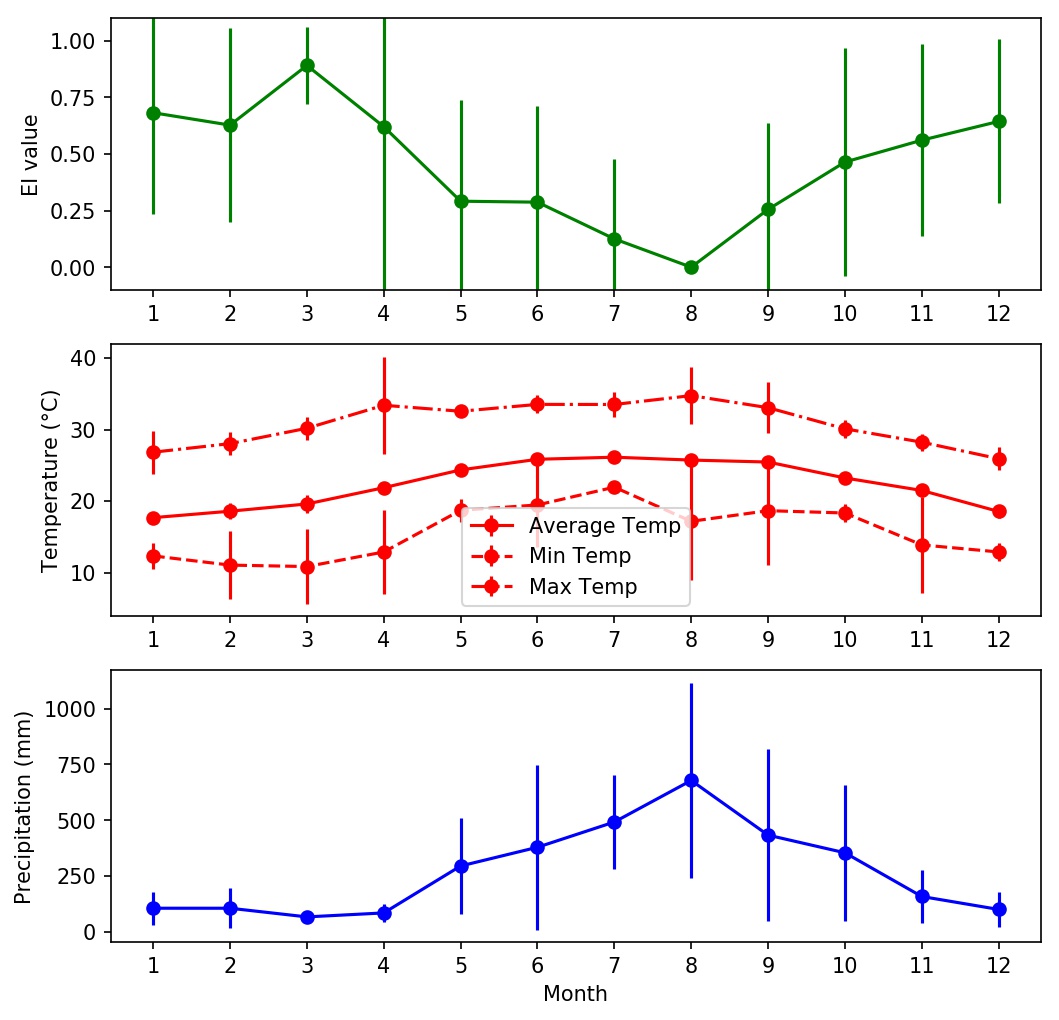 EI value
1.00
0.75
0.50
0.25
0.00
1 2 3 4 5 6 7 8 9 10 11 12
Temperature (°C)
40
30
20
10
Average Temp
Min Temp
Max Temp
1 2 3 4 5 6 7 8 9 10 11 12
Precipitation (mm)
1000
750
500
250
0
1 2 3 4 5 6 7 8 9 10 11 12
Month